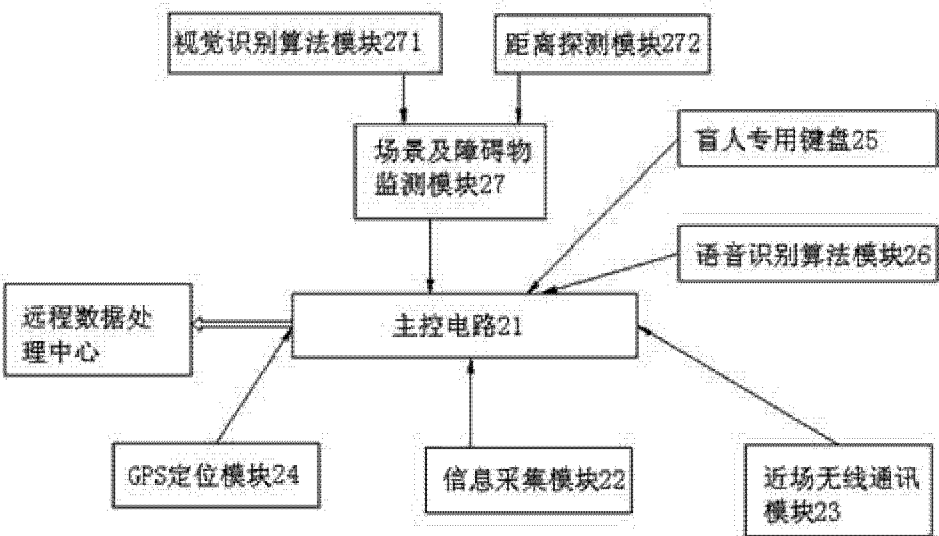 视觉识别算法模块271
距离探测模块272
场景及障碍物
监测模块27
盲人专用键盘25
语音识别算法模块26
远程数据处
理中心
主控电路21
GPS定位模块24
信息采集模块22
近场无线通讯
模块23